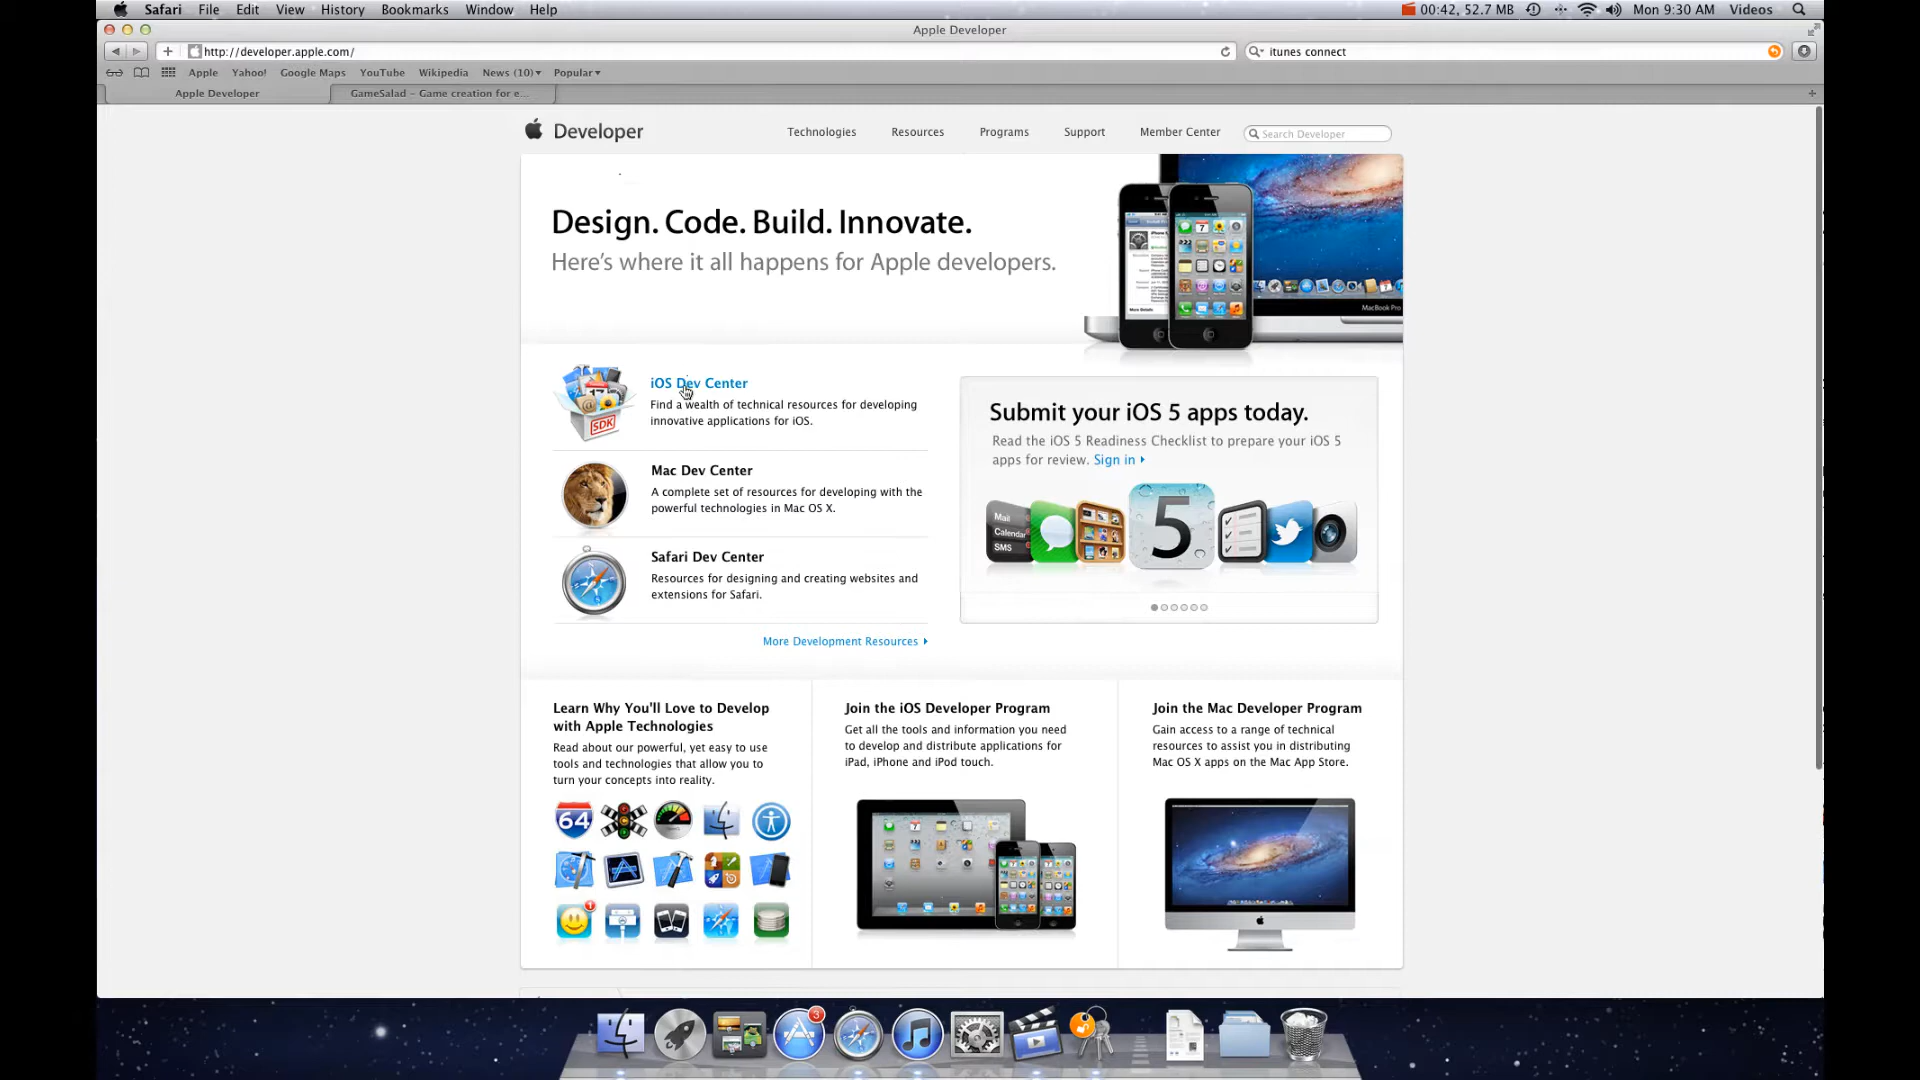 Safari File Edit View History Bookmarks Window Help 00:42, 52.7 MB Mon 9:30 AM Videos
Apple Developer
http://developer.apple.com/ itunes connect
Apple Yahoo! Google Maps YouTube Wikipedia News (10) Popular
Apple Developer GameSalad – Game creation for e...
Developer Technologies Resources Programs Support Member Center Search Developer
Design. Code. Build. Innovate.
Here's where it all happens for Apple developers.
MacBook Pro
iOS Dev Center
Find a wealth of technical resources for developing
innovative applications for iOS.
SDK
Mac Dev Center
A complete set of resources for developing with the
powerful technologies in Mac OS X.
Safari Dev Center
Resources for designing and creating websites and
extensions for Safari.
More Development Resources
Submit your iOS 5 apps today.
Read the iOS 5 Readiness Checklist to prepare your iOS 5
apps for review. Sign in
Mail
Calendar
SMS
5
Learn Why You'll Love to Develop
with Apple Technologies
Read about our powerful, yet easy to use
tools and technologies that allow you to
turn your concepts into reality.
64
1
Join the iOS Developer Program
Get all the tools and information you need
to develop and distribute applications for
iPad, iPhone and iPod touch.
Join the Mac Developer Program
Gain access to a range of technical
resources to assist you in distributing
Mac OS X apps on the Mac App Store.
3